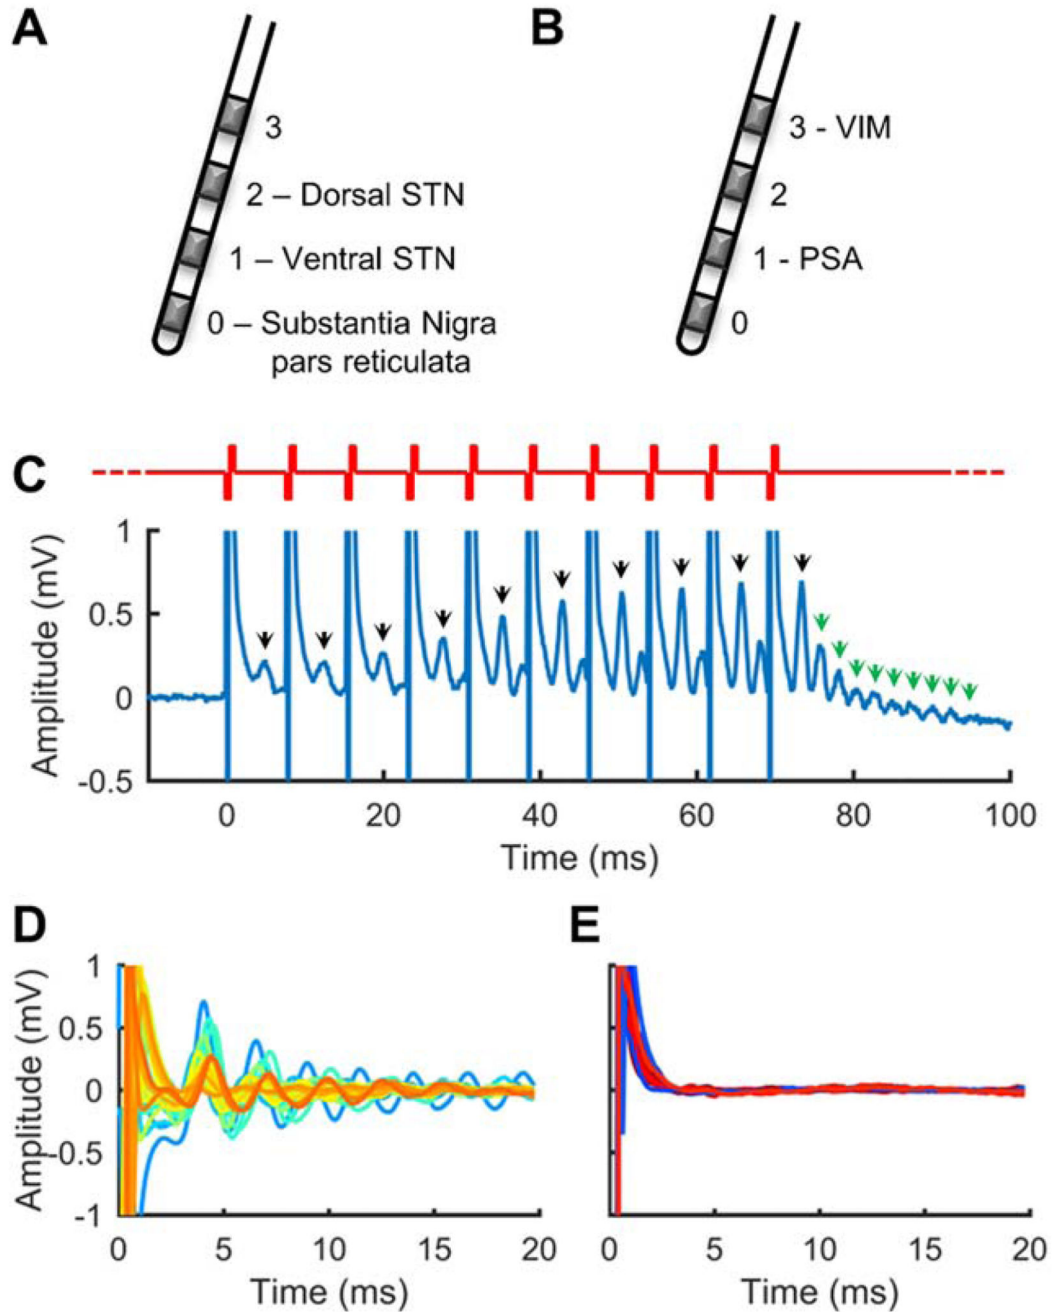 A
B
3
2 – Dorsal STN
1 – Ventral STN
0 – Substantia Nigra
pars reticulata
3 - VIM
2
1 - PSA
0
C
Amplitude (mV)
1
0.5
0
-0.5
0 20 40 60 80 100
Time (ms)
D
Amplitude (mV)
1
0.5
0
-0.5
-1
0 5 10 15 20
Time (ms)
E
0 5 10 15 20
Time (ms)